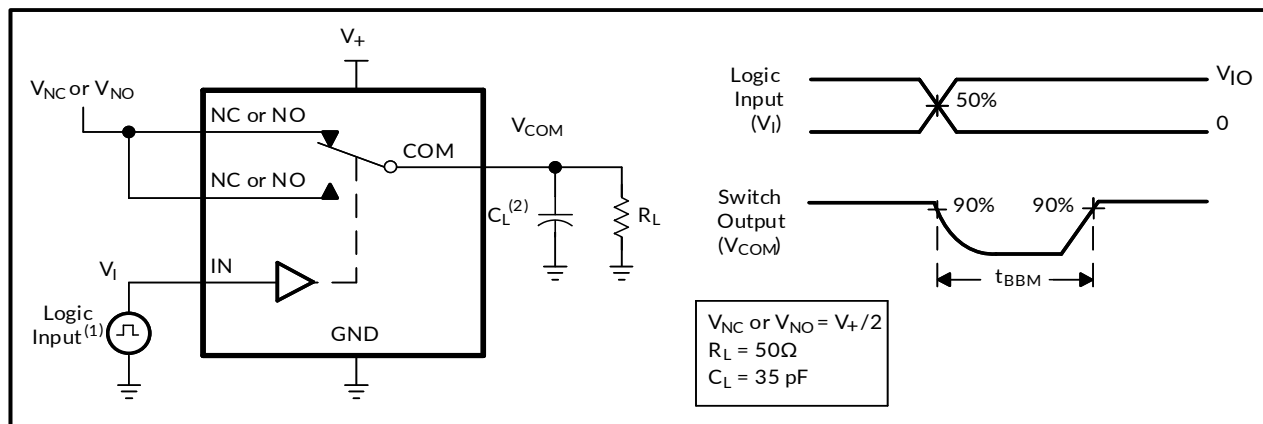 V+
VNC or VNO
NC or NO
VCOM
COM
NC or NO
CL(2)
RL
VI
IN
Logic
Input(1)
GND
Logic
Input
(VI)
50%
VIO
0
Switch
Output
(VCOM)
90%
90%
tBBM
VNC or VNO = V+/2
RL = 50Ω
CL = 35 pF